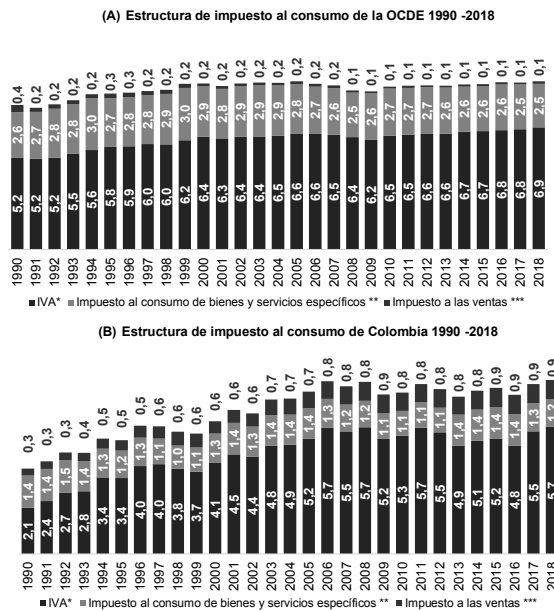 (A) Estructura de impuesto al consumo de la OCDE 1990 -2018
0,4 0,2 0,2 0,2 0,2 0,3 0,3 0,2 0,2 0,2 0,2 0,2 0,2 0,2 0,2 0,2 0,2 0,2 0,1 0,1 0,1 0,1 0,1 0,1 0,1 0,1 0,1 0,1 0,1
2,6 2,7 2,8 2,8 3,0 2,7 2,8 2,8 2,9 3,0 2,9 2,8 2,9 2,9 2,9 2,8 2,7 2,6 2,5 2,6 2,7 2,7 2,7 2,6 2,6 2,6 2,6 2,5 2,5
5,2 5,2 5,2 5,5 5,6 5,8 5,9 6,0 6,0 6,2 6,4 6,3 6,4 6,4 6,5 6,6 6,6 6,5 6,4 6,2 6,5 6,5 6,6 6,6 6,7 6,7 6,8 6,8 6,9
1990 1991 1992 1993 1994 1995 1996 1997 1998 1999 2000 2001 2002 2003 2004 2005 2006 2007 2008 2009 2010 2011 2012 2013 2014 2015 2016 2017 2018
IVA* Impuesto al consumo de bienes y servicios específicos ** Impuesto a las ventas ***
(B) Estructura de impuesto al consumo de Colombia 1990 -2018
0,3 0,3 0,3 0,4 0,5 0,5 0,5 0,6 0,6 0,6 0,6 0,6 0,6 0,7 0,7 0,7 0,8 0,8 0,8 0,9 0,9 0,9 0,9 0,8 0,8 0,9 0,9 0,9 0,9
1,4 1,4 1,5 1,4 1,3 1,2 1,3 1,1 1,0 1,1 1,3 1,4 1,3 1,4 1,4 1,4 1,3 1,2 1,2 1,1 1,1 1,1 1,1 1,4 1,4 1,4 1,4 1,3 1,2
2,1 2,4 2,7 2,8 3,4 3,4 4,0 4,0 3,8 3,7 4,1 4,5 4,4 4,8 4,9 5,2 5,7 5,5 5,7 5,2 5,3 5,7 5,5 4,9 5,1 5,2 4,8 5,5 5,7
1990 1991 1992 1993 1994 1995 1996 1997 1998 1999 2000 2001 2002 2003 2004 2005 2006 2007 2008 2009 2010 2011 2012 2013 2014 2015 2016 2017 2018
IVA* Impuesto al consumo de bienes y servicios específicos ** Impuesto a las ventas ***